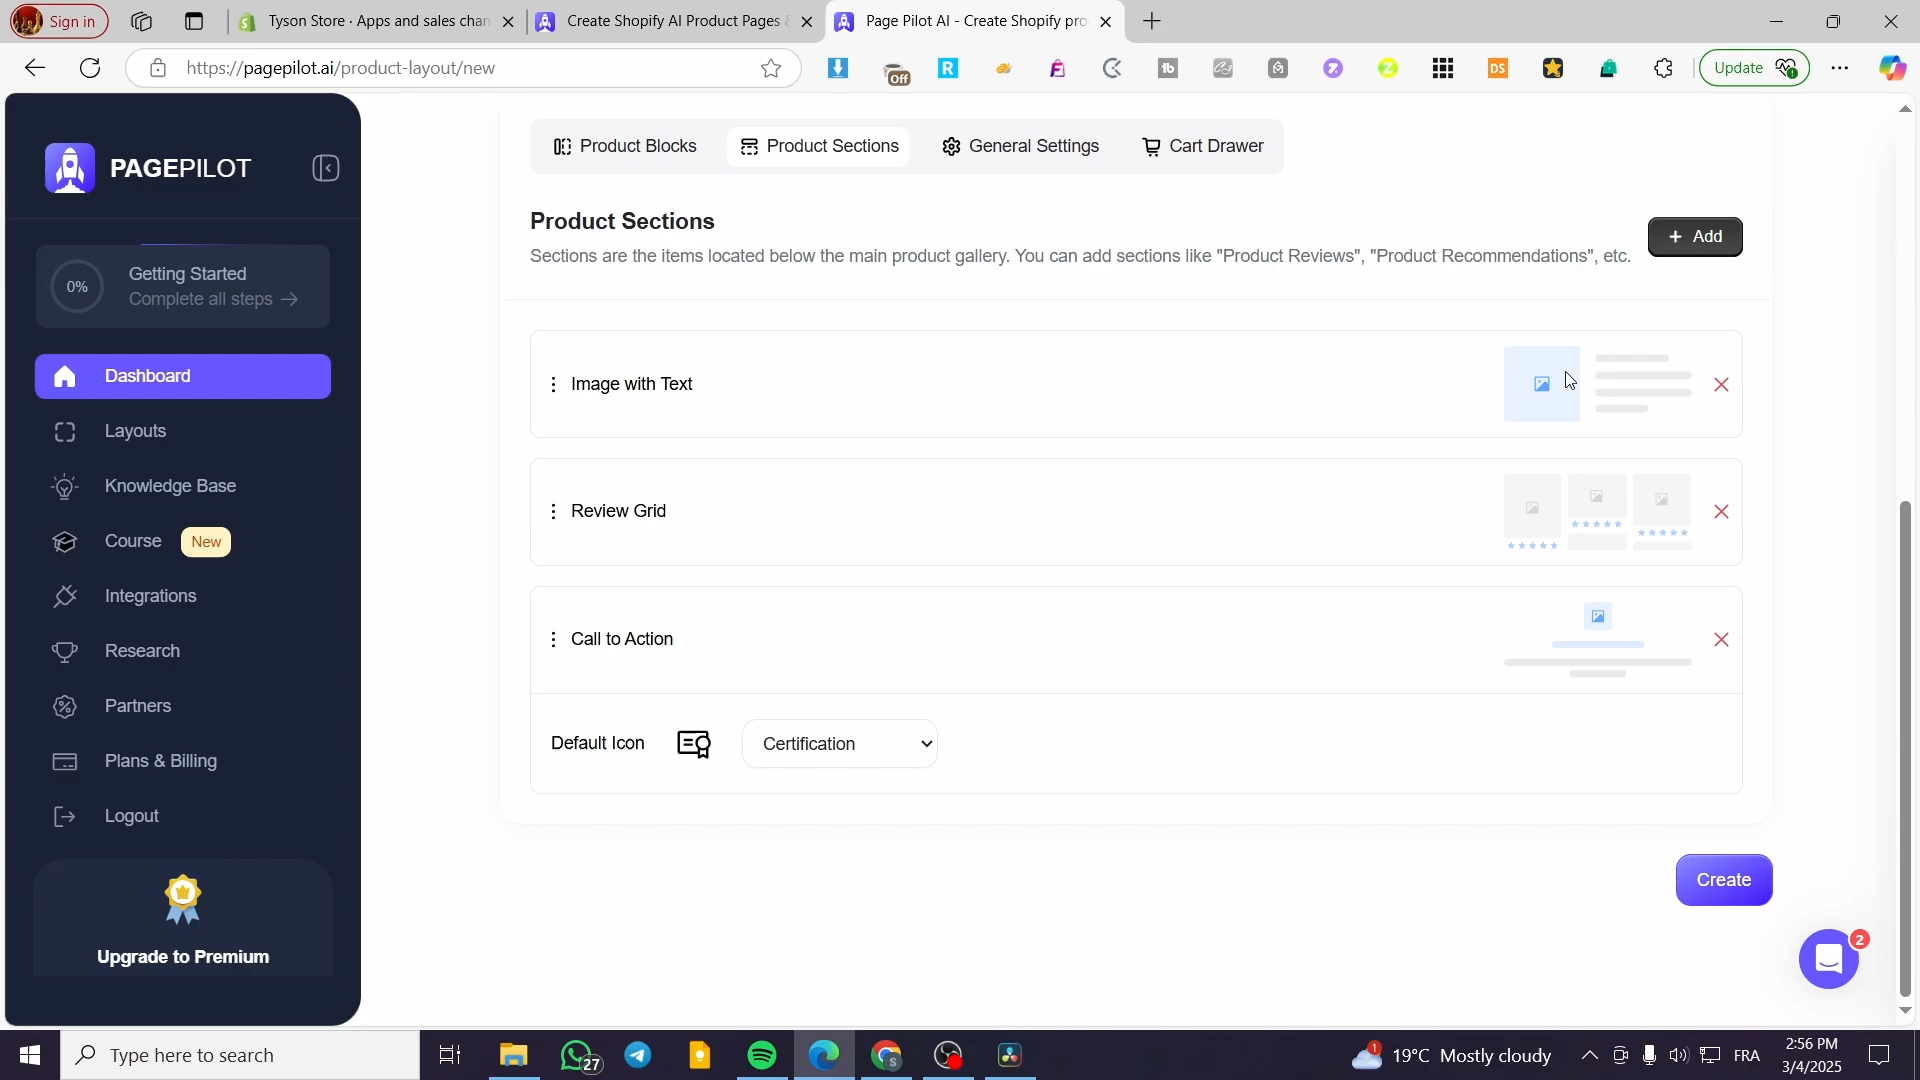 Sign in
Tyson Store · Apps and sales chan
Create Shopify AI Product Pages &
Page Pilot AI - Create Shopify pro
https://pagepilot.ai/product-layout/new
Off
Update
PAGEPILOT
0%
Getting Started
Complete all steps
Dashboard
Layouts
Knowledge Base
Course
New
Integrations
Research
Partners
Plans & Billing
Logout
Upgrade to Premium
Product Blocks
Product Sections
General Settings
Cart Drawer
Product Sections
Sections are the items located below the main product gallery. You can add sections like "Product Reviews", "Product Recommendations", etc.
+ Add
Image with Text
Review Grid
Call to Action
Default Icon
Certification
Create
2
Type here to search
27
1
19°C Mostly cloudy
FRA
2:56 PM
3/4/2025